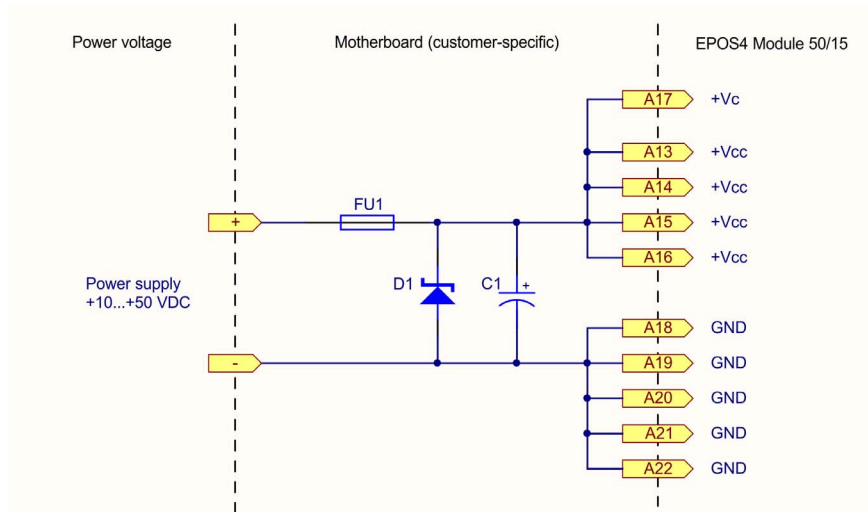 Power voltage
Motherboard (customer-specific)
EPOS4 Module 50/15
A17 +Vc
A13 +Vcc
A14 +Vcc
FU1
+
A15 +Vcc
A16 +Vcc
Power supply
+10...+50 VDC
D1
C1 +
A18 GND
-
A19 GND
A20 GND
A21 GND
A22 GND